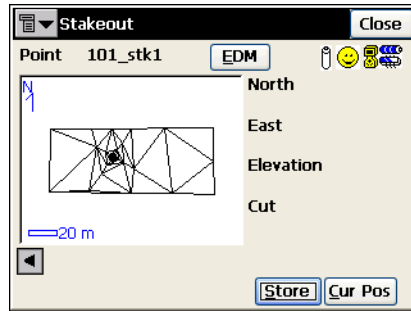 Stakeout Close
Point 101_stk1 EDM
N
North
East
Elevation
Cut
20 m
Store Cur Pos